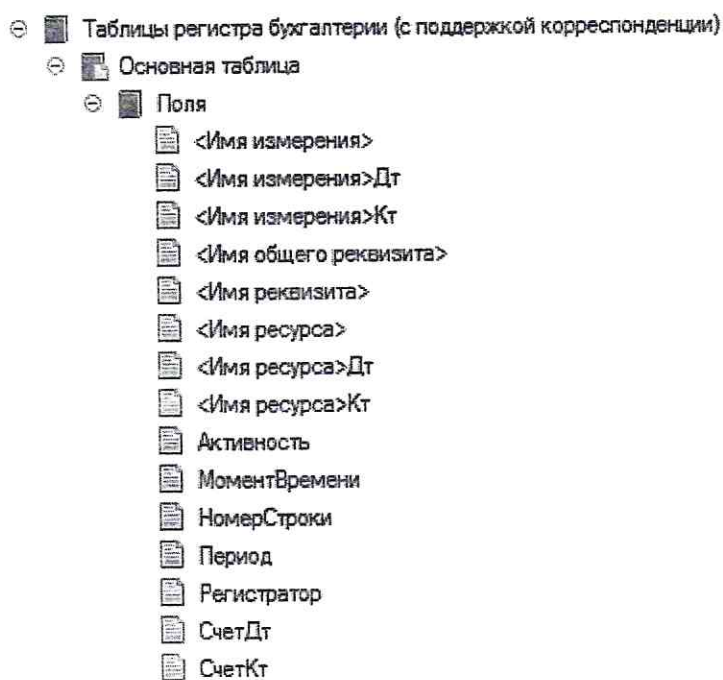 Таблицы регистра бухгалтерии (с поддержкой корреспонденции)
Основная таблица
Поля
<Имя измерения>
<Имя измерения>Дт
<Имя измерения>Кт
<Имя общего реквизита>
<Имя реквизита>
<Имя ресурса>
<Имя ресурса>Дт
<Имя ресурса>Кт
Активность
МоментВремени
НомерСтроки
Период
Регистратор
СчетДт
СчетКт